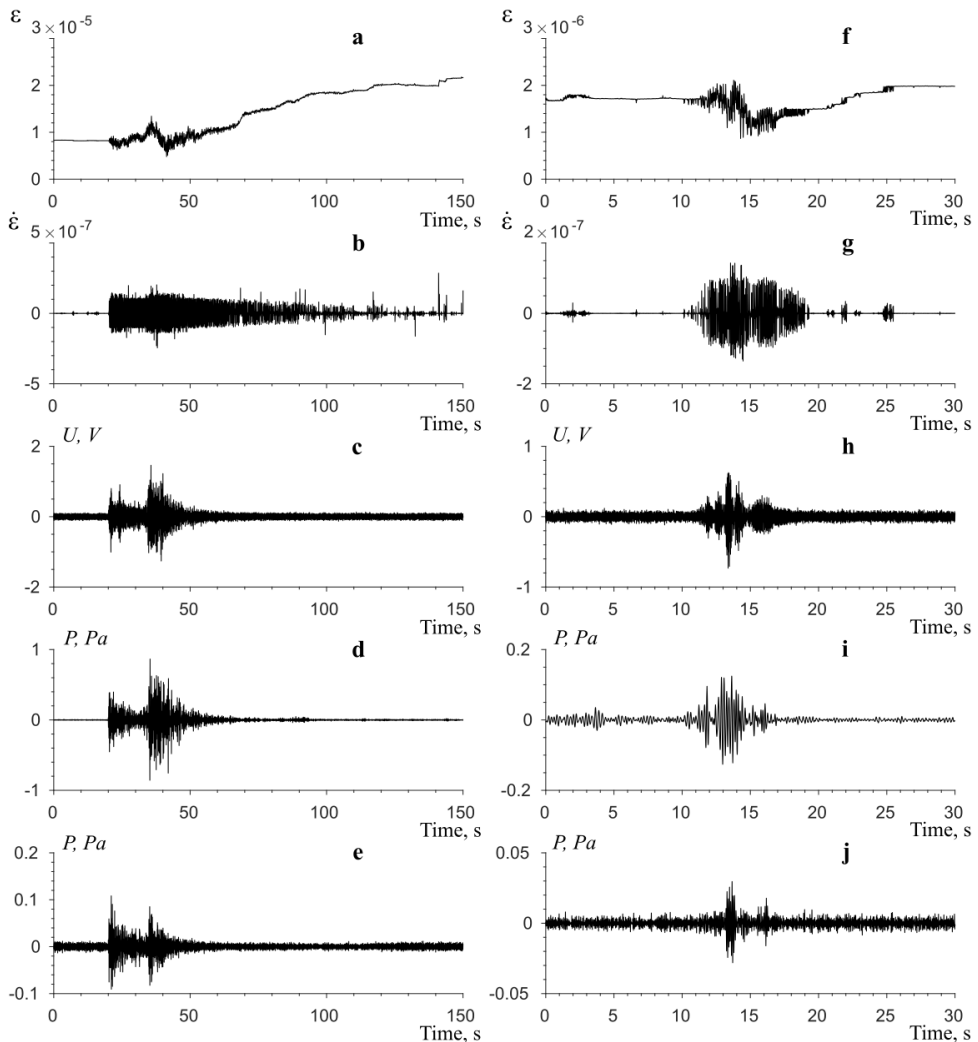 ε
3×10⁻⁵
a
2
1
0
0 50 100 150
Time, s
ε̇
5×10⁻⁷
b
0
-5
0 50 100 150
Time, s
U, V
2
c
0
-2
0 50 100 150
Time, s
P, Pa
1
d
0
-1
0 50 100 150
Time, s
P, Pa
0.2
e
0.1
0
-0.1
0 50 100 150
Time, s
ε
3×10⁻⁶
f
2
1
0
0 5 10 15 20 25 30
Time, s
ε̇
2×10⁻⁷
g
0
-2
0 5 10 15 20 25 30
Time, s
U, V
1
h
0
-1
0 5 10 15 20 25 30
Time, s
P, Pa
0.2
i
0
-0.2
0 5 10 15 20 25 30
Time, s
P, Pa
0.05
j
0
-0.05
0 5 10 15 20 25 30
Time, s